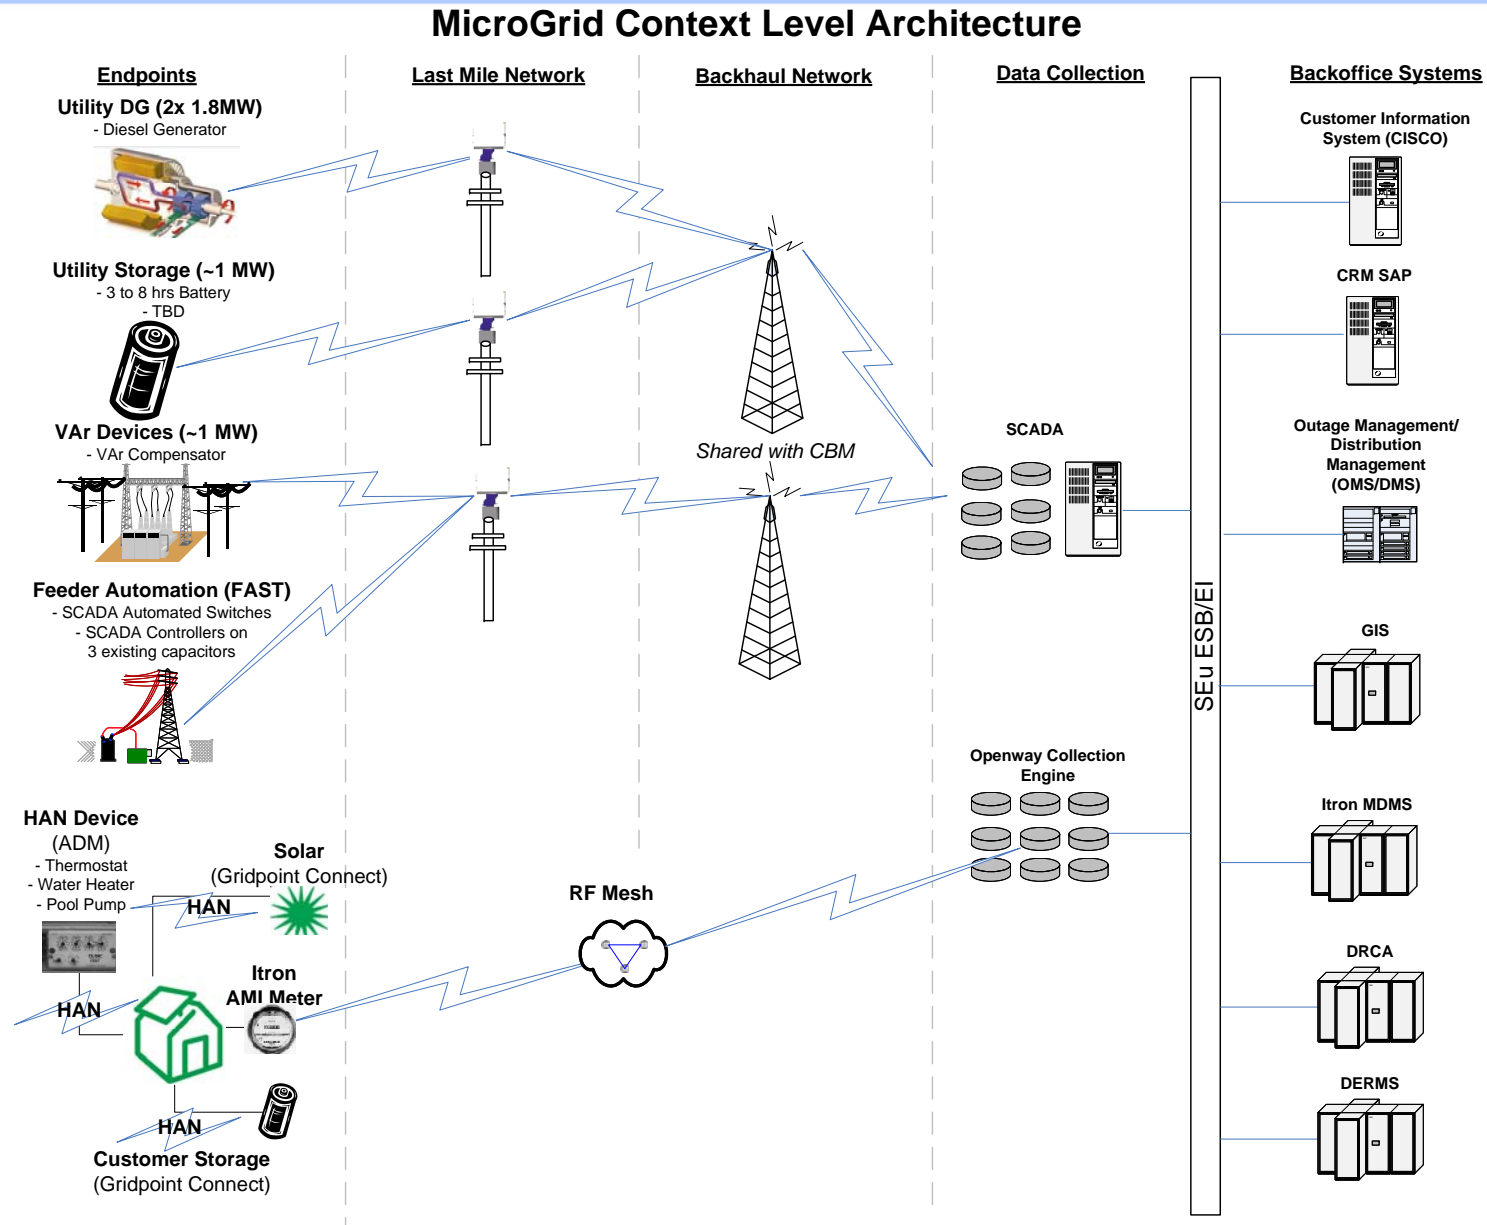 MicroGrid Context Level Architecture
Endpoints
Last Mile Network
Backhaul Network
Data Collection
Backoffice Systems
Utility DG (2x 1.8MW)
- Diesel Generator
Utility Storage (~1 MW)
- 3 to 8 hrs Battery
- TBD
VAr Devices (~1 MW)
- VAr Compensator
Feeder Automation (FAST)
- SCADA Automated Switches
- SCADA Controllers on
3 existing capacitors
HAN Device
(ADM)
- Thermostat
- Water Heater
- Pool Pump
Solar
(Gridpoint Connect)
HAN
HAN
Itron
AMI Meter
HAN
Customer Storage
(Gridpoint Connect)
RF Mesh
Shared with CBM
SCADA
Openway Collection
Engine
SEu ESB/EI
Customer Information
System (CISCO)
CRM SAP
Outage Management/
Distribution
Management
(OMS/DMS)
GIS
Itron MDMS
DRCA
DERMS